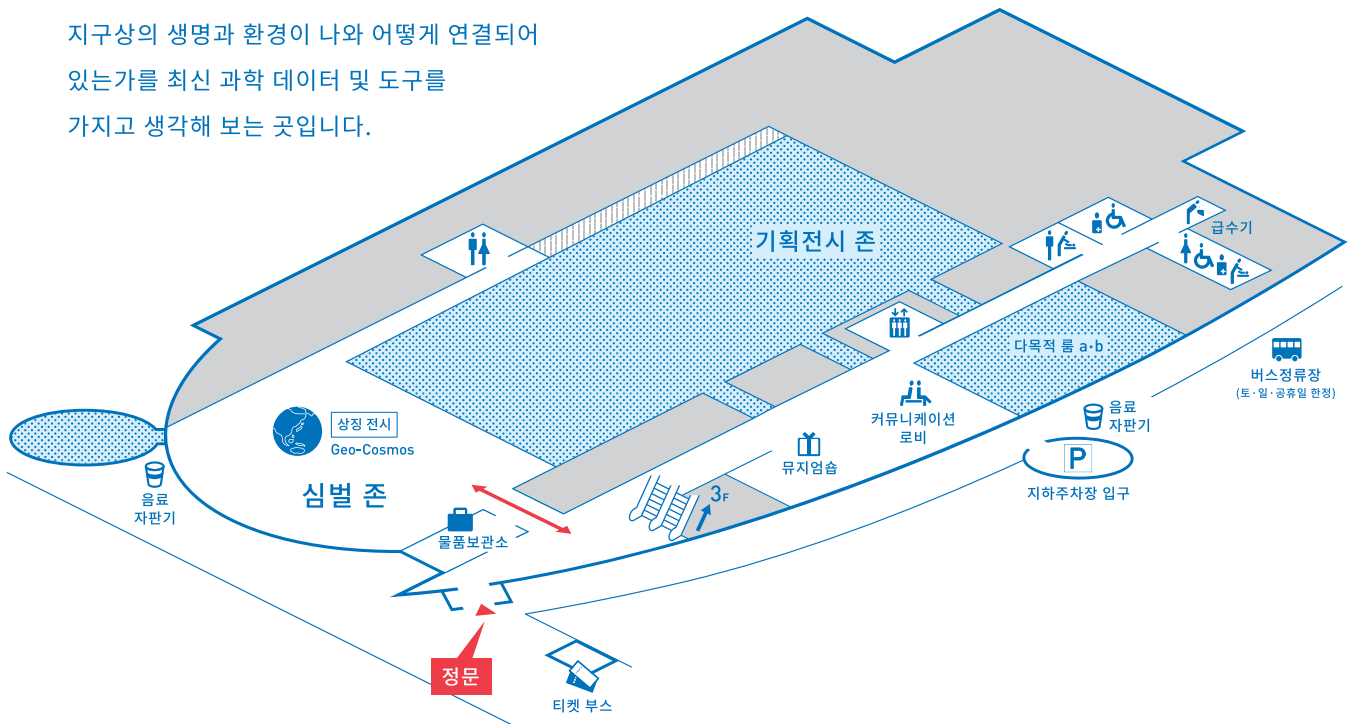 지구상의 생명과 환경이 나와 어떻게 연결되어
있는가를 최신 과학 데이터 및 도구를
가지고 생각해 보는 곳입니다.
기획전시 존
급수기
다목적 룸 a·b
버스정류장
(토·일·공휴일 한정)
음료
자판기
커뮤니케이션
로비
상징 전시
Geo-Cosmos
뮤지엄숍
P
지하주차장 입구
심벌 존
3F
음료
자판기
물품보관소
정문
티켓 부스